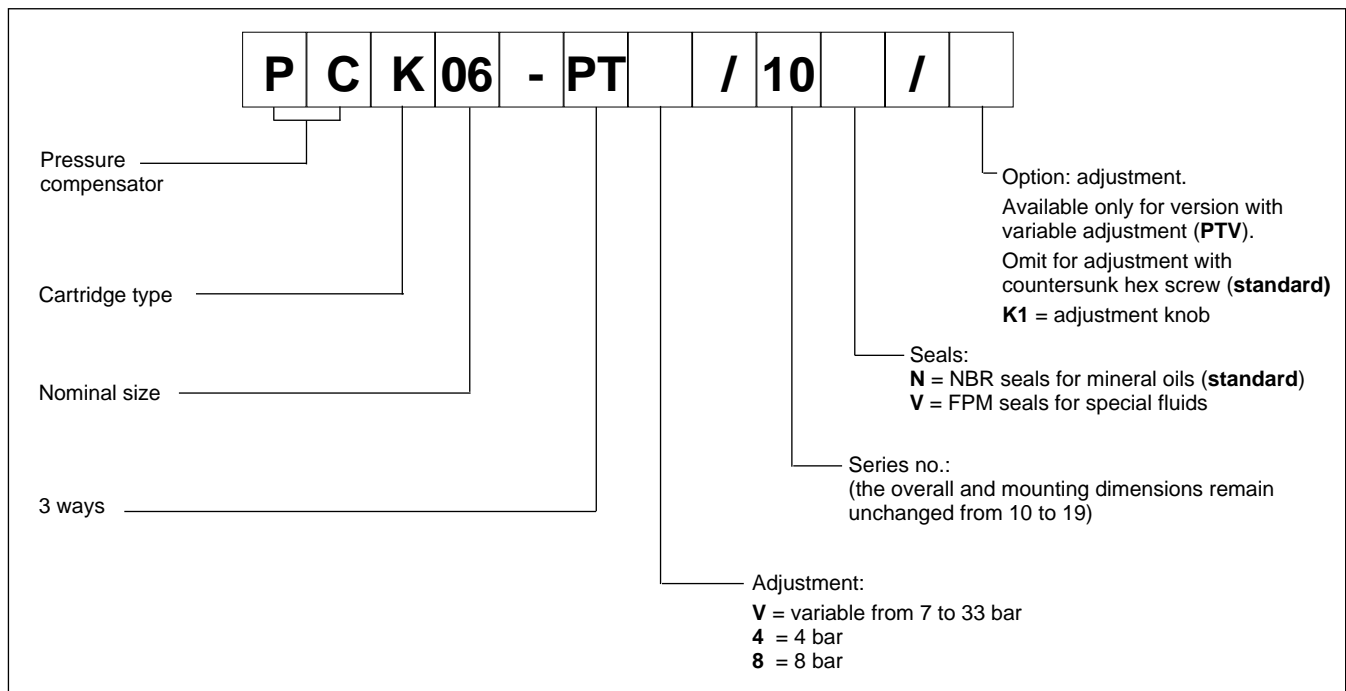 P C K 06 - PT / 10 /
Pressure
compensator
Cartridge type
Nominal size
3 ways
Option: adjustment.
Available only for version with
variable adjustment (PTV).
Omit for adjustment with
countersunk hex screw (standard)
K1 = adjustment knob
Seals:
N = NBR seals for mineral oils (standard)
V = FPM seals for special fluids
Series no.:
(the overall and mounting dimensions remain
unchanged from 10 to 19)
Adjustment:
V = variable from 7 to 33 bar
4 = 4 bar
8 = 8 bar